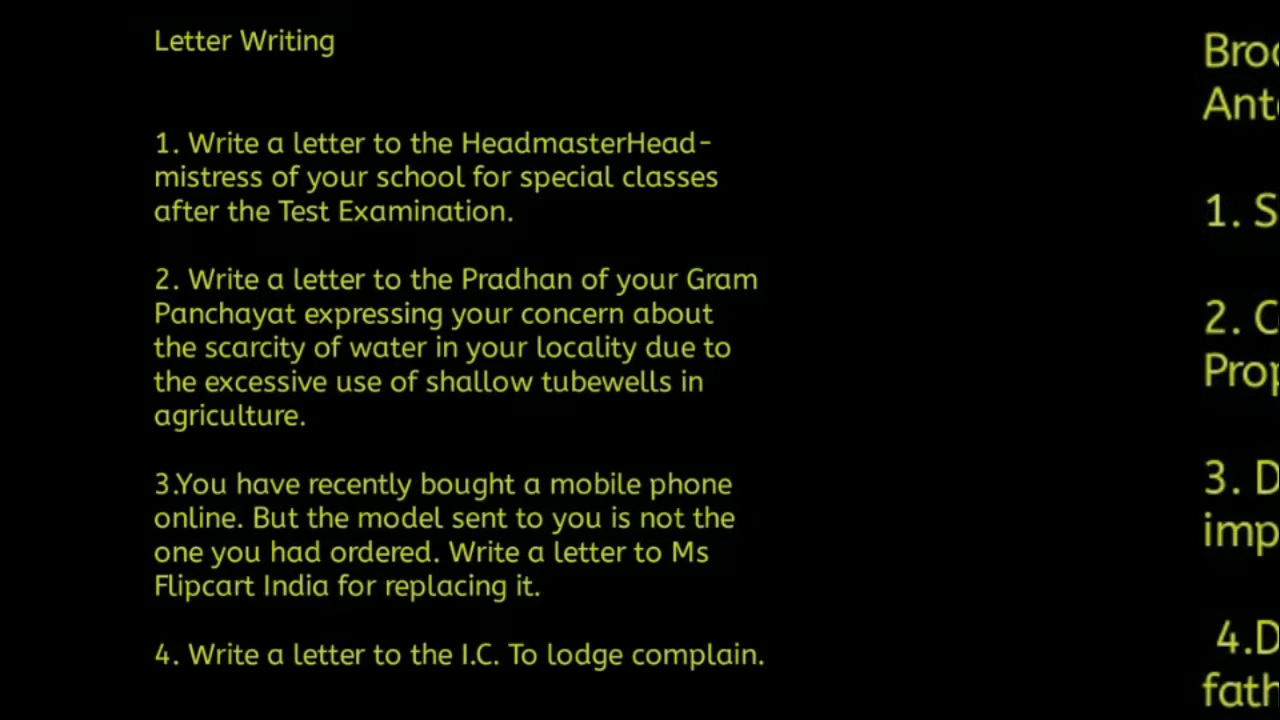 Letter Writing
1. Write a letter to the HeadmasterHead-
mistress of your school for special classes
after the Test Examination.
2. Write a letter to the Pradhan of your Gram
Panchayat expressing your concern about
the scarcity of water in your locality due to
the excessive use of shallow tubewells in
agriculture.
3.You have recently bought a mobile phone
online. But the model sent to you is not the
one you had ordered. Write a letter to Ms
Flipcart India for replacing it.
4. Write a letter to the I.C. To lodge complain.
1.
2.
3.
4.